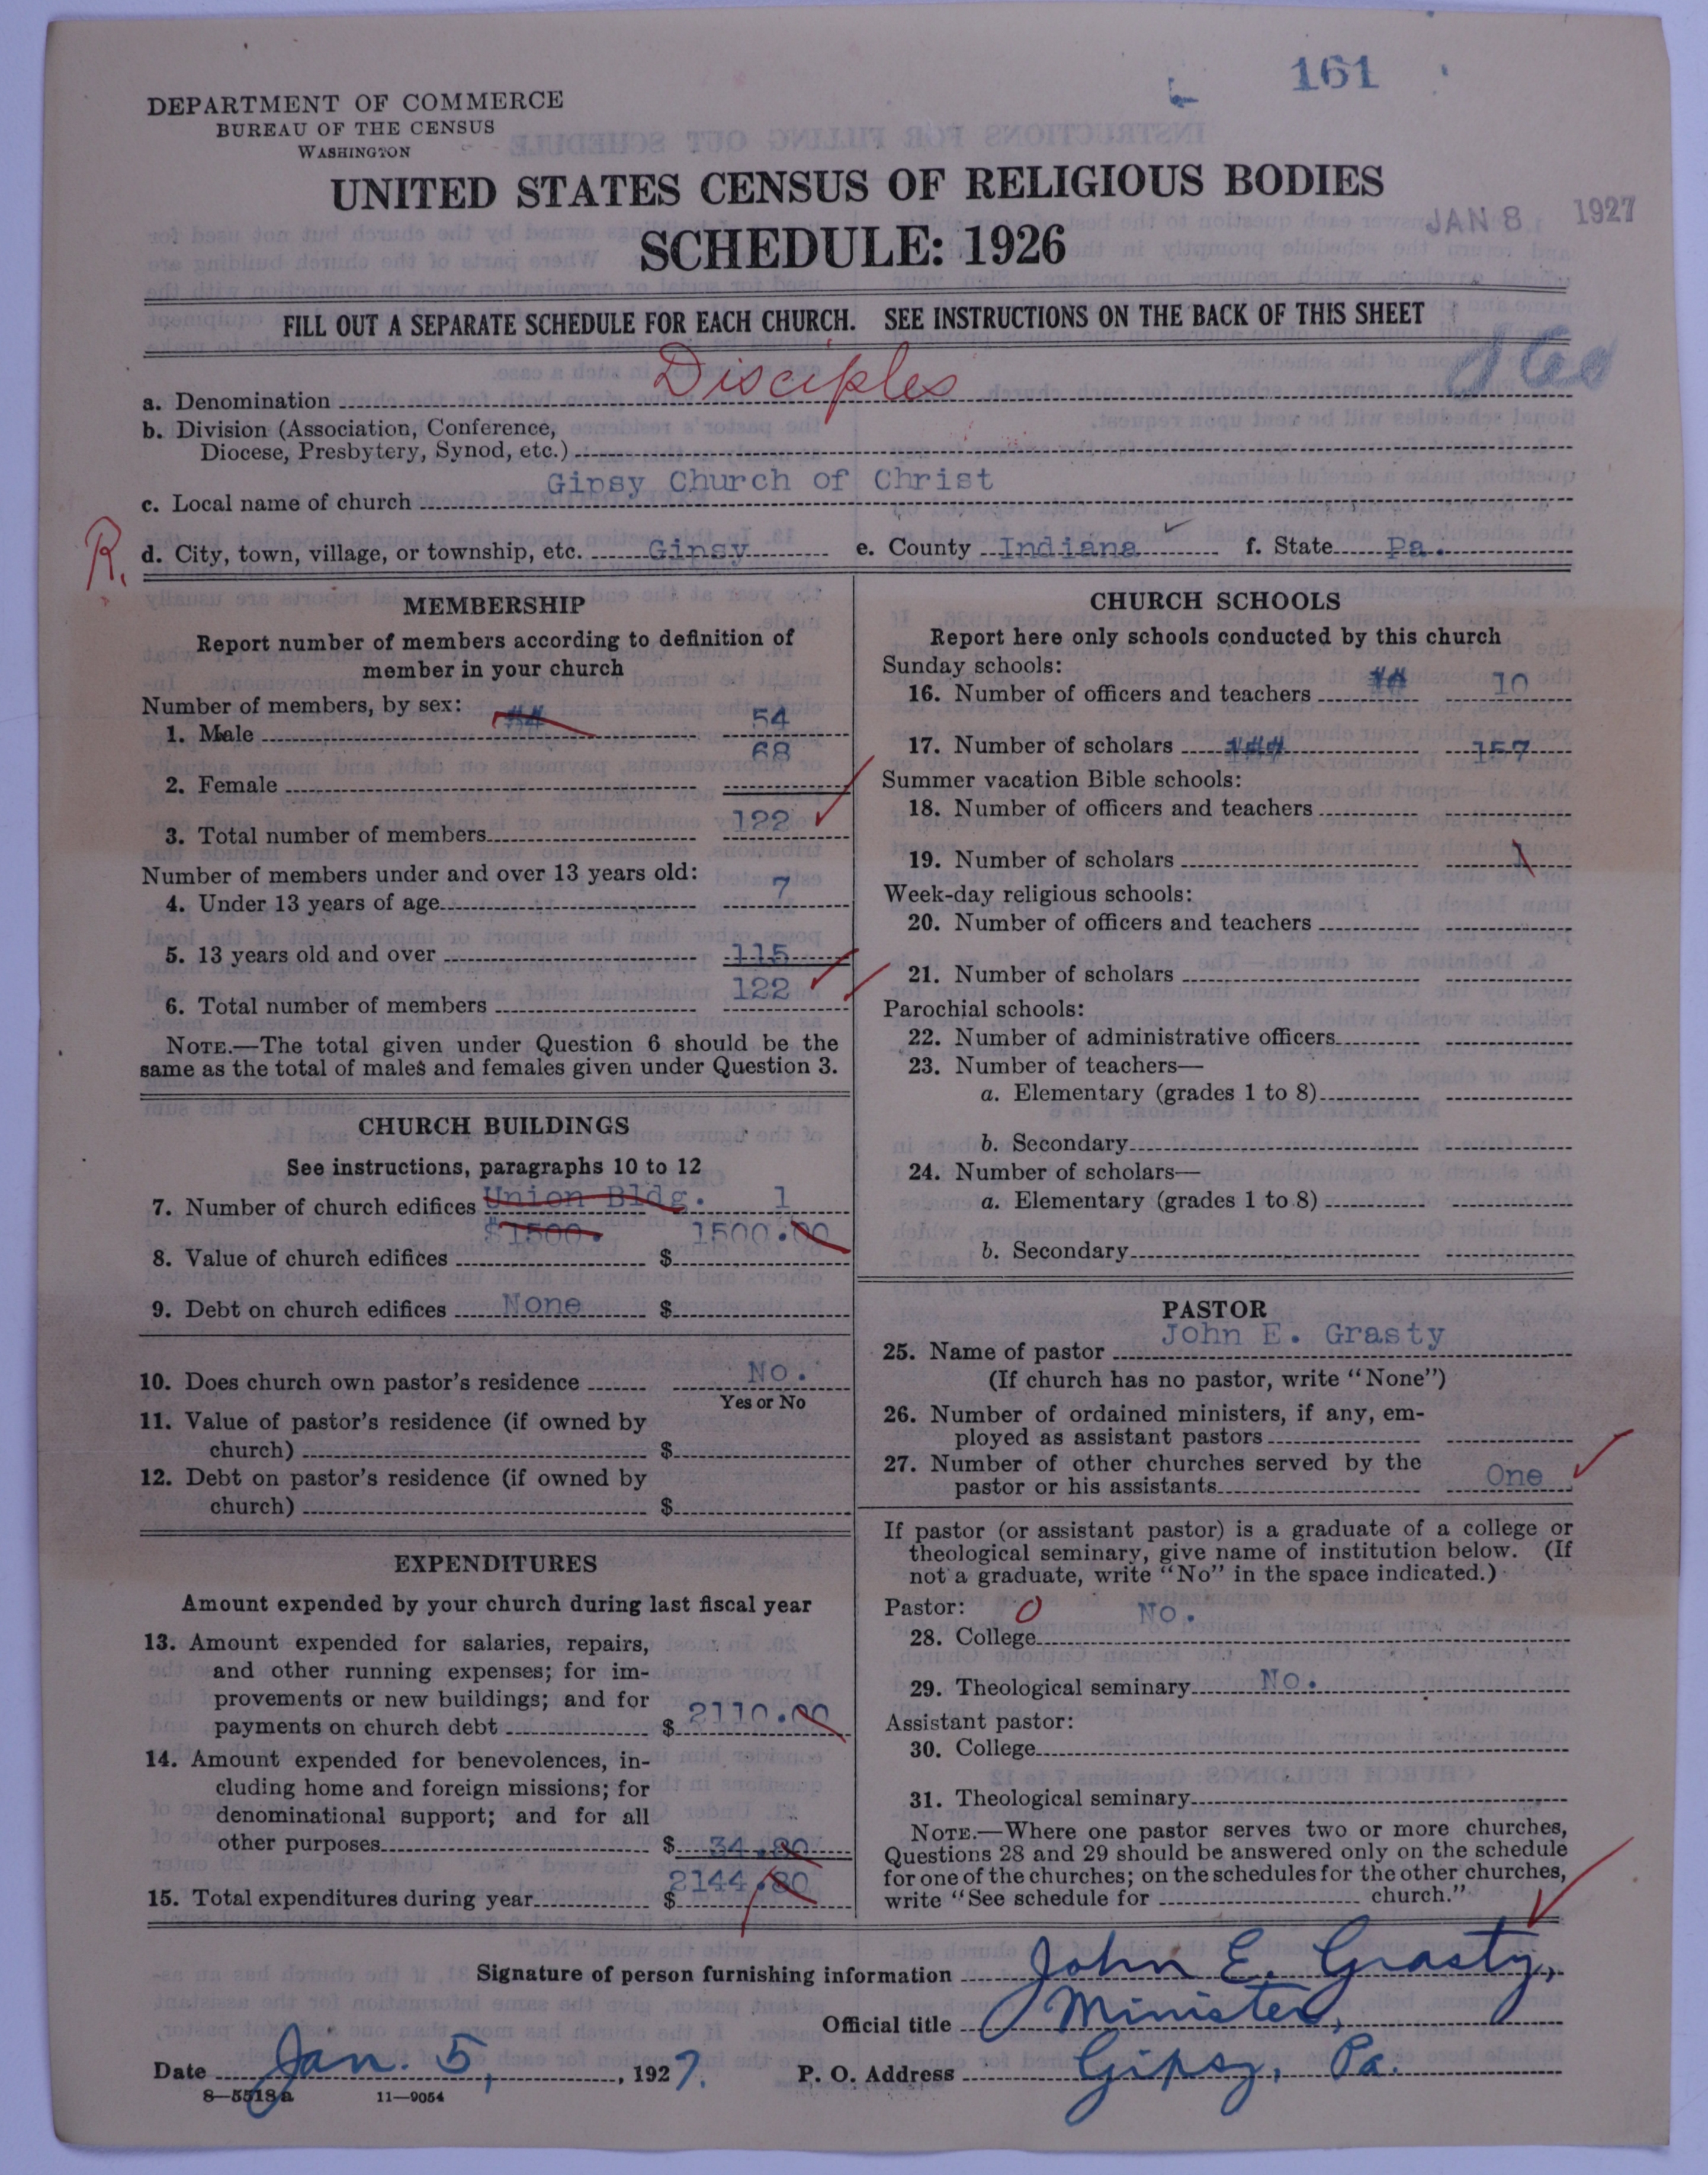 161
DEPARTMENT OF COMMERCE
BUREAU OF THE CENSUS
WASHINGTON
UNITED STATES CENSUS OF RELIGIOUS BODIES
SCHEDULE: 1926
JAN 8 1927
FILL OUT A SEPARATE SCHEDULE FOR EACH CHURCH. SEE INSTRUCTIONS ON THE BACK OF THIS SHEET
a. Denomination Disciples
b. Division (Association, Conference,
Diocese, Presbytery, Synod, etc.)
c. Local name of church Gipsy Church of Christ
R.
d. City, town, village, or township, etc. Gipsy e. County Indiana f. State Pa.
MEMBERSHIP
Report number of members according to definition of
member in your church
Number of members, by sex:
1. Male 54
2. Female 68
3. Total number of members 122
Number of members under and over 13 years old:
4. Under 13 years of age 7
5. 13 years old and over 115
6. Total number of members 122
NOTE.—The total given under Question 6 should be the
same as the total of males and females given under Question 3.
CHURCH BUILDINGS
See instructions, paragraphs 10 to 12
7. Number of church edifices Union Bldg. 1
8. Value of church edifices $1500. $ 1500.00
9. Debt on church edifices None $
10. Does church own pastor's residence No.
Yes or No
11. Value of pastor's residence (if owned by
church) $
12. Debt on pastor's residence (if owned by
church) $
EXPENDITURES
Amount expended by your church during last fiscal year
13. Amount expended for salaries, repairs,
and other running expenses; for im-
provements or new buildings; and for
payments on church debt $ 2110.00
14. Amount expended for benevolences, in-
cluding home and foreign missions; for
denominational support; and for all
other purposes $ 34.80
15. Total expenditures during year $ 2144.80
CHURCH SCHOOLS
Report here only schools conducted by this church
Sunday schools:
16. Number of officers and teachers 10
17. Number of scholars 157
Summer vacation Bible schools:
18. Number of officers and teachers
19. Number of scholars
Week-day religious schools:
20. Number of officers and teachers
21. Number of scholars
Parochial schools:
22. Number of administrative officers
23. Number of teachers—
a. Elementary (grades 1 to 8)
b. Secondary
24. Number of scholars—
a. Elementary (grades 1 to 8)
b. Secondary
PASTOR
25. Name of pastor John E. Grasty
(If church has no pastor, write "None")
26. Number of ordained ministers, if any, em-
ployed as assistant pastors
27. Number of other churches served by the
pastor or his assistants One
If pastor (or assistant pastor) is a graduate of a college or
theological seminary, give name of institution below. (If
not a graduate, write "No" in the space indicated.)
Pastor: 0
28. College No.
29. Theological seminary No.
Assistant pastor:
30. College
31. Theological seminary
NOTE.—Where one pastor serves two or more churches,
Questions 28 and 29 should be answered only on the schedule
for one of the churches; on the schedules for the other churches,
write "See schedule for church."
Signature of person furnishing information John E. Grasty,
Official title Minister,
Date Jan. 5, , 1927. P. O. Address Gipsy, Pa.
8—5518a 11—9054